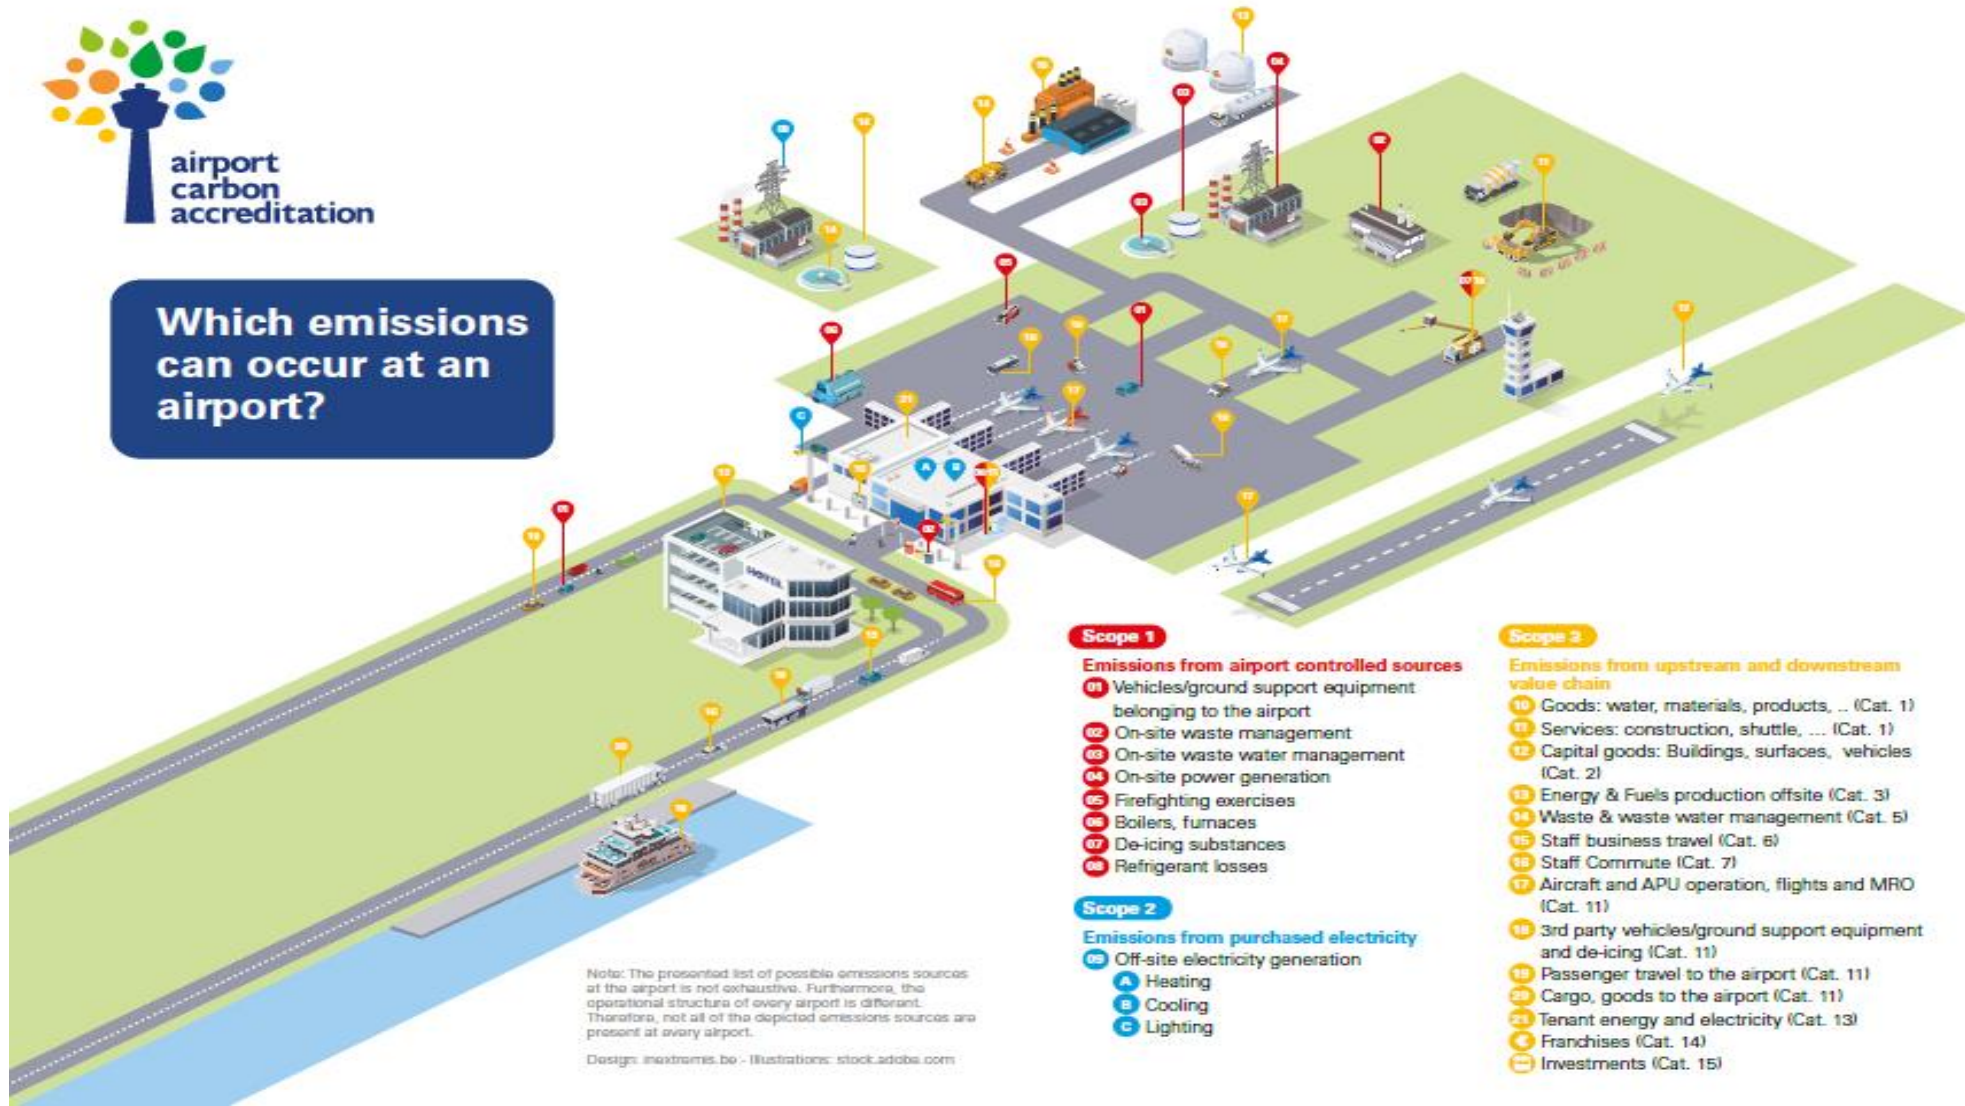 airport
carbon
accreditation
Which emissions
can occur at an
airport?
HOTEL
Scope 1
Emissions from airport controlled sources
01 Vehicles/ground support equipment
belonging to the airport
02 On-site waste management
03 On-site waste water management
04 On-site power generation
05 Firefighting exercises
06 Boilers, furnaces
07 De-icing substances
08 Refrigerant losses
Scope 2
Emissions from purchased electricity
09 Off-site electricity generation
A Heating
B Cooling
C Lighting
Scope 3
Emissions from upstream and downstream
value chain
10 Goods: water, materials, products, .. (Cat. 1)
11 Services: construction, shuttle, ... (Cat. 1)
12 Capital goods: Buildings, surfaces, vehicles
(Cat. 2)
13 Energy & Fuels production offsite (Cat. 3)
14 Waste & waste water management (Cat. 5)
15 Staff business travel (Cat. 6)
16 Staff Commute (Cat. 7)
17 Aircraft and APU operation, flights and MRO
(Cat. 11)
18 3rd party vehicles/ground support equipment
and de-icing (Cat. 11)
19 Passenger travel to the airport (Cat. 11)
20 Cargo, goods to the airport (Cat. 11)
21 Tenant energy and electricity (Cat. 13)
Franchises (Cat. 14)
Investments (Cat. 15)
Note: The presented list of possible emissions sources
at the airport is not exhaustive. Furthermore, the
operational structure of every airport is different.
Therefore, not all of the depicted emissions sources are
present at every airport.
Design: inextremis.be - Illustrations: stock.adobe.com